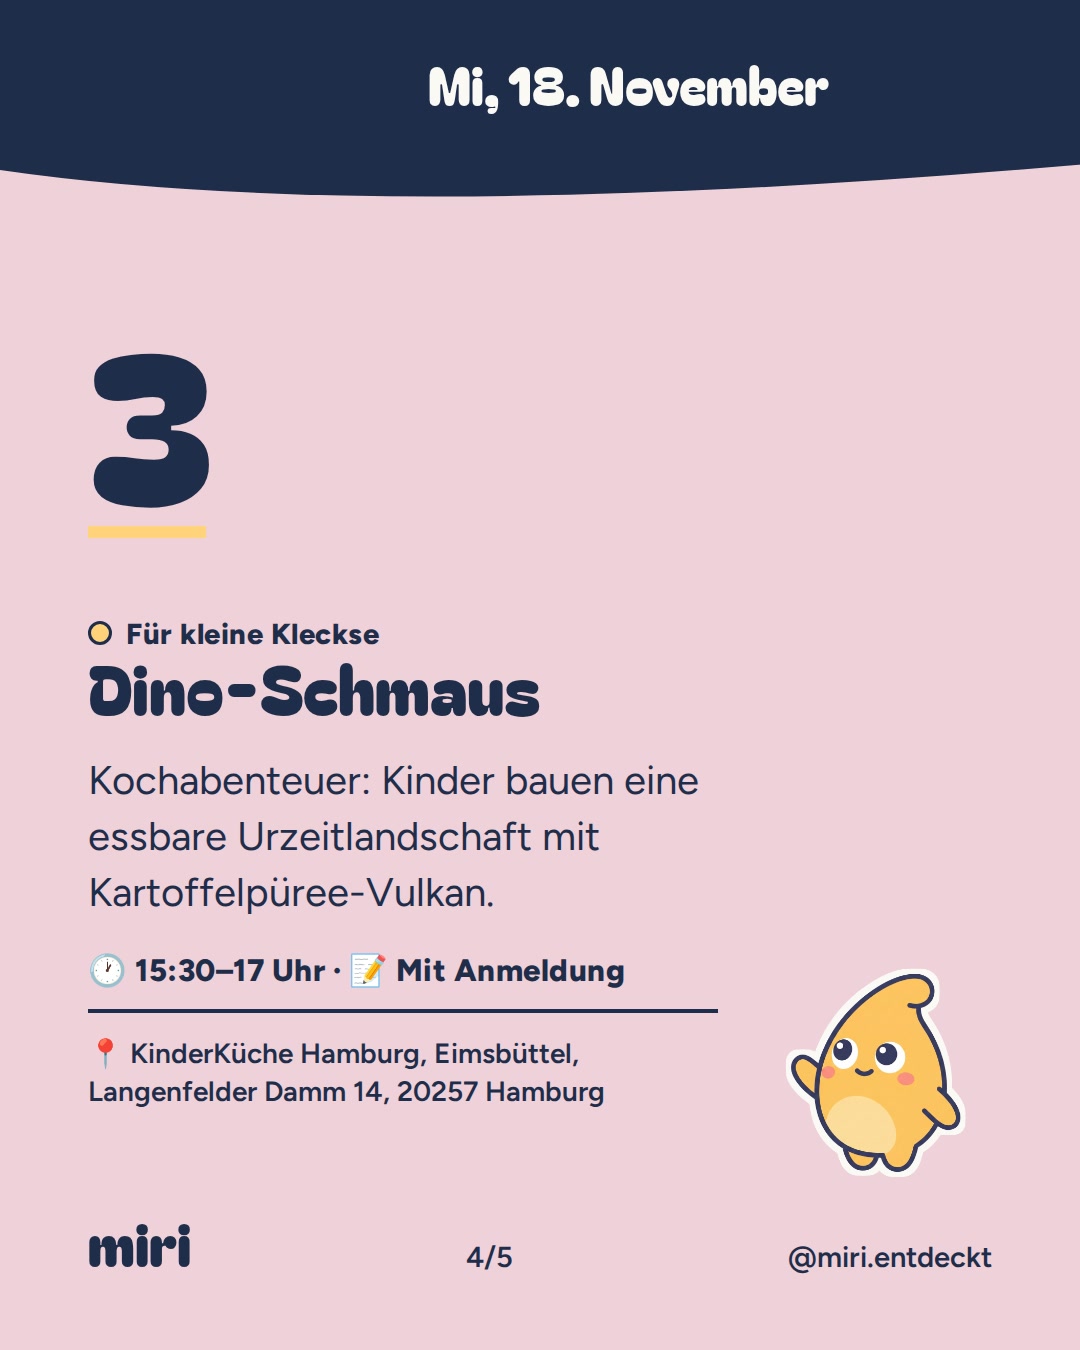 Mi, 18. November
3
Für kleine Kleckse
Dino-Schmaus
Kochabenteuer: Kinder bauen eine
essbare Urzeitlandschaft mit
Kartoffelpüree-Vulkan.
🕐 15:30–17 Uhr · 📝 Mit Anmeldung
📍 KinderKüche Hamburg, Eimsbüttel,
Langenfelder Damm 14, 20257 Hamburg
miri
4/5
@miri.entdeckt